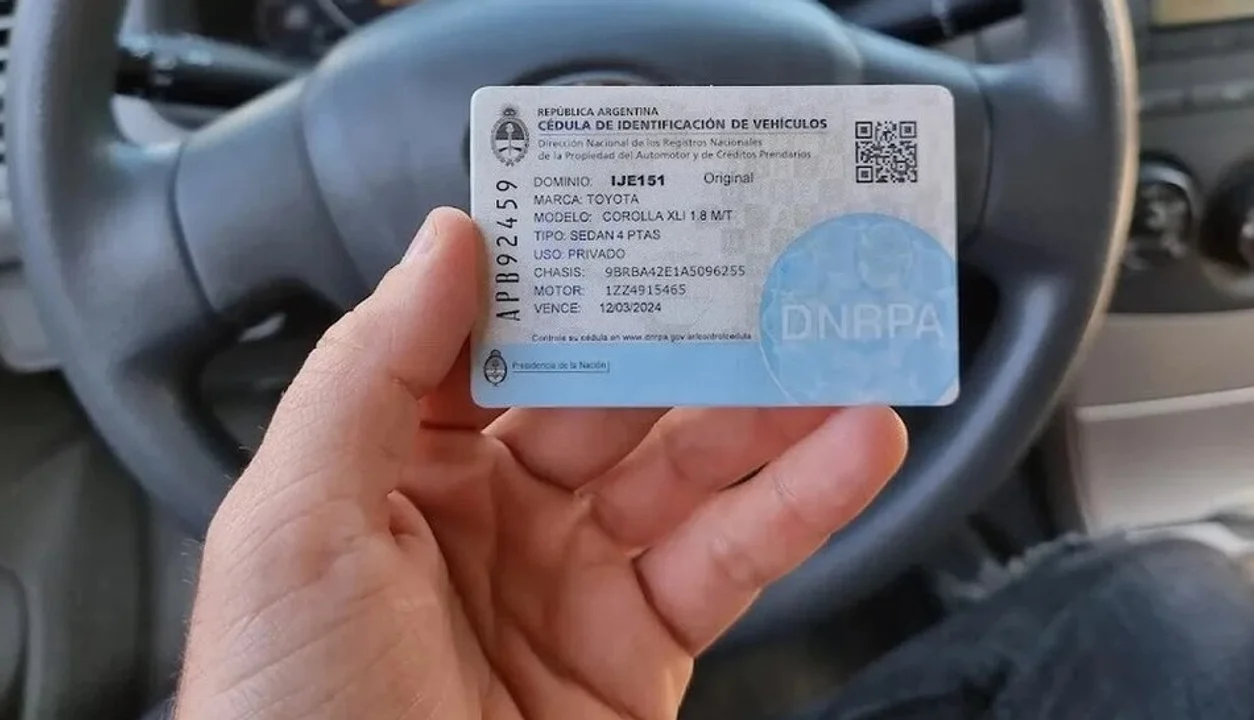 REPÚBLICA ARGENTINA
CÉDULA DE IDENTIFICACIÓN DE VEHÍCULOS
Dirección Nacional de los Registros Nacionales
de la Propiedad del Automotor y de Créditos Prendarios
DOMINIO: IJE151 Original
MARCA: TOYOTA
MODELO: COROLLA XLI 1.8 M/T
TIPO: SEDAN 4 PTAS
USO: PRIVADO
CHASIS: 9BRBA42E1A5096255
MOTOR: 1ZZ4915465
VENCE: 12/03/2024
APB92459
Controle su cédula en www.dnrpa.gov.ar/controlcedula
Presidencia de la Nación
DNRPA